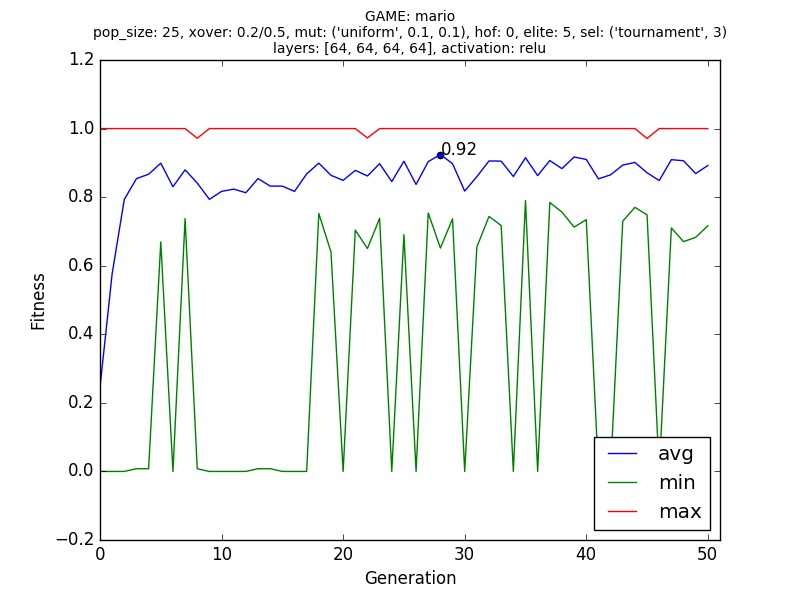 GAME: mario
pop_size: 25, xover: 0.2/0.5, mut: ('uniform', 0.1, 0.1), hof: 0, elite: 5, sel: ('tournament', 3)
layers: [64, 64, 64, 64], activation: relu
1.2
1.0
0.8
0.6
0.4
0.2
0.0
−0.2
Fitness
0.92
avg
min
max
0 10 20 30 40 50
Generation